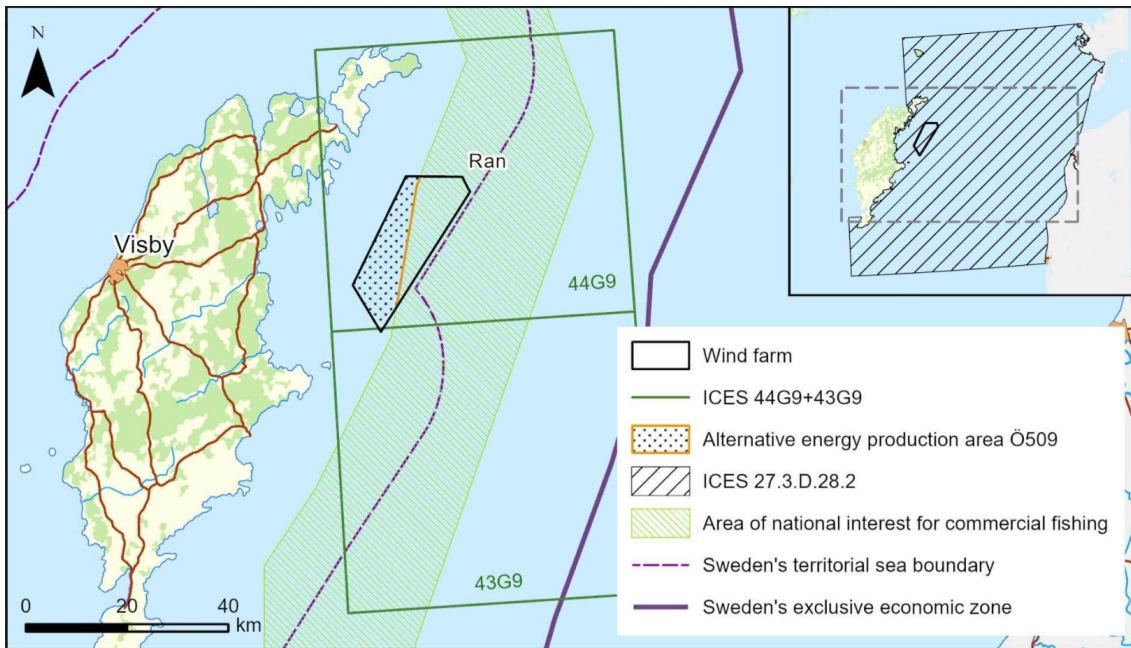 N
Ran
Visby
44G9
43G9
0 20 40
km
Wind farm
ICES 44G9+43G9
Alternative energy production area Ö509
ICES 27.3.D.28.2
Area of national interest for commercial fishing
Sweden's territorial sea boundary
Sweden's exclusive economic zone